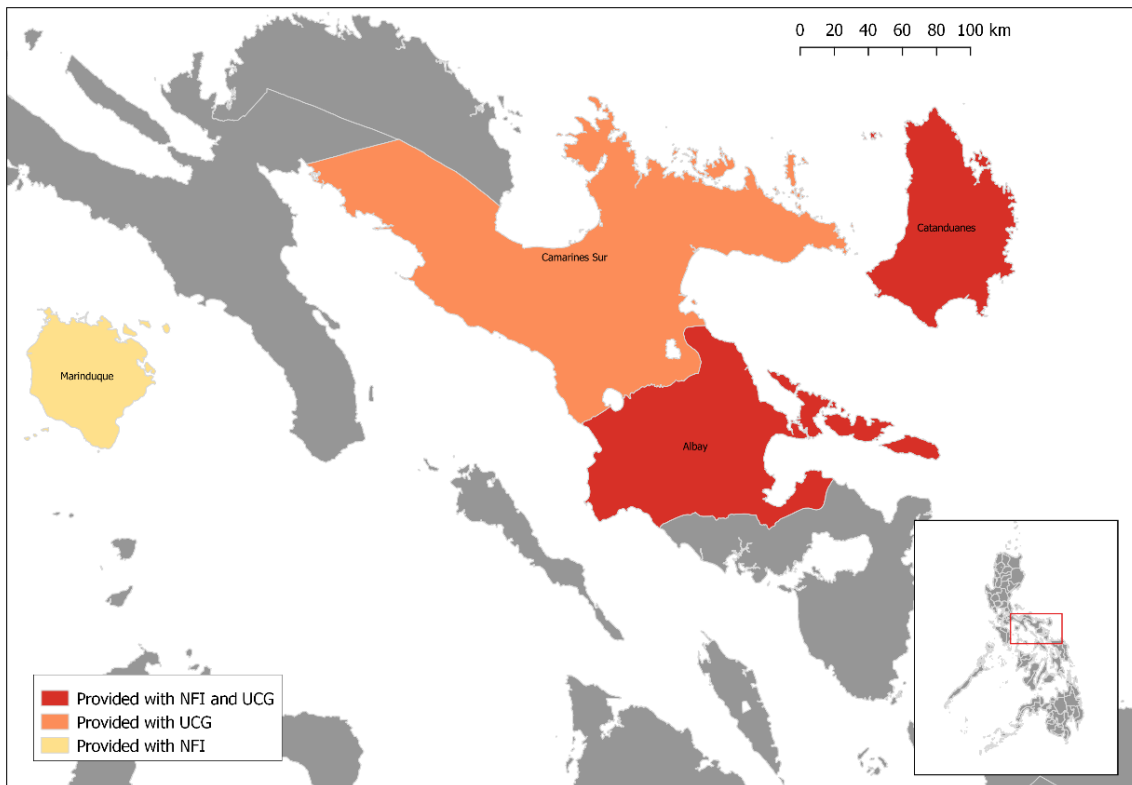 0 20 40 60 80 100 km
Catanduanes
Camarines Sur
Marinduque
Albay
Provided with NFI and UCG
Provided with UCG
Provided with NFI